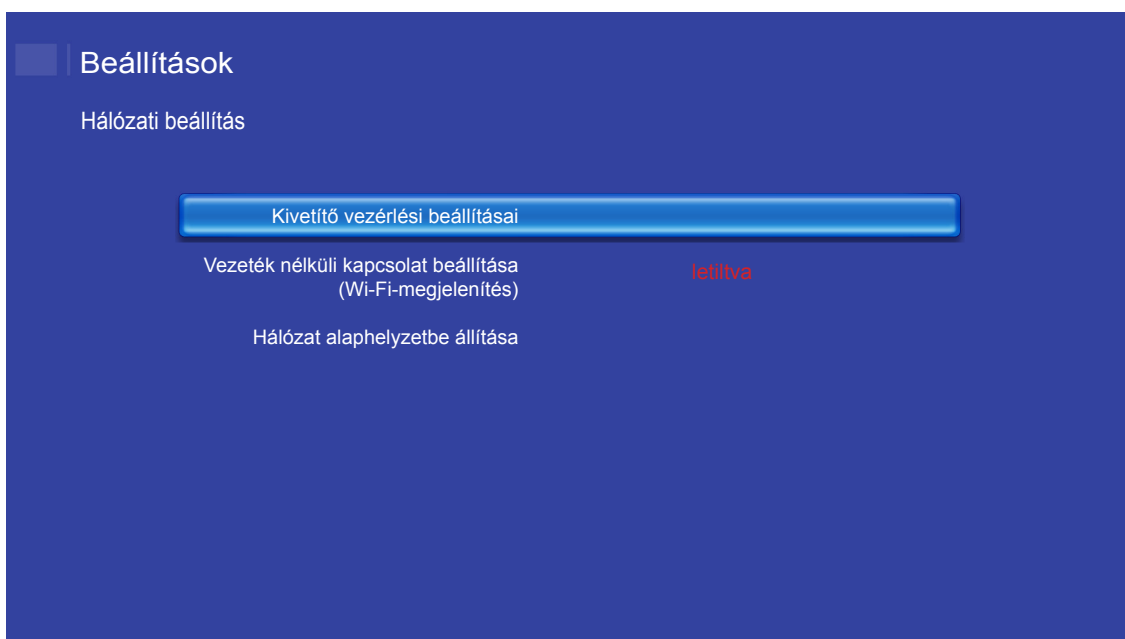 Beállítások
Hálózati beállítás
Kivetítő vezérlési beállításai
Vezeték nélküli kapcsolat beállítása
(Wi-Fi-megjelenítés)
letiltva
Hálózat alaphelyzetbe állítása